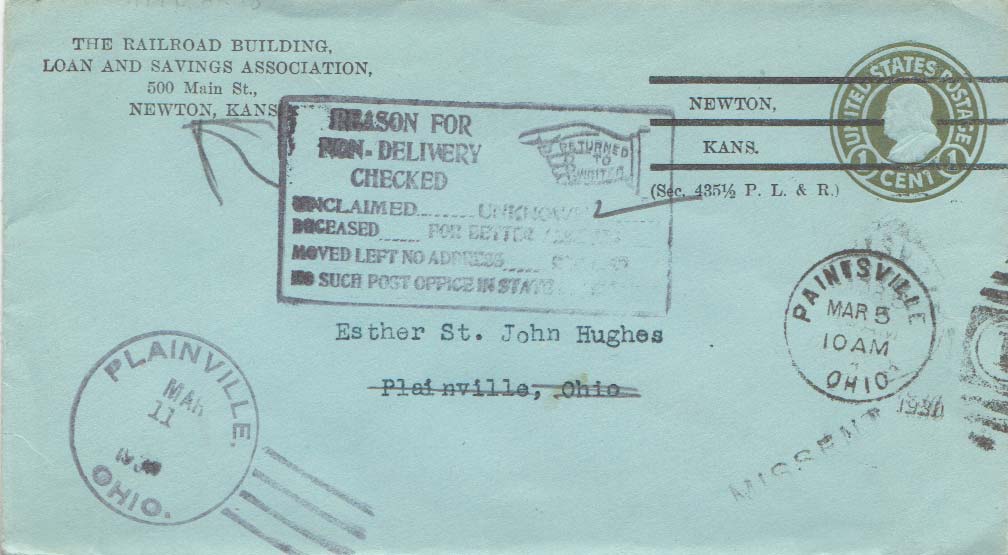 THE RAILROAD BUILDING,
LOAN AND SAVINGS ASSOCIATION,
500 Main St.,
NEWTON, KANS
NEWTON,
KANS.
(Sec. 435½ P. L. & R.)
UNITED STATES POSTAGE
1 CENT 1
REASON FOR
NON-DELIVERY
CHECKED
RETURNED
TO
WRITER
UNCLAIMED UNKNOWN
DECEASED FOR BETTER
MOVED LEFT NO ADDRESS
NO SUCH POST OFFICE IN STATE
Esther St. John Hughes
Plainville, Ohio
PAINESVILLE
MAR 5
10 AM
OHIO
1930
MISSENT
PLAINVILLE.
MAR
11
OHIO.